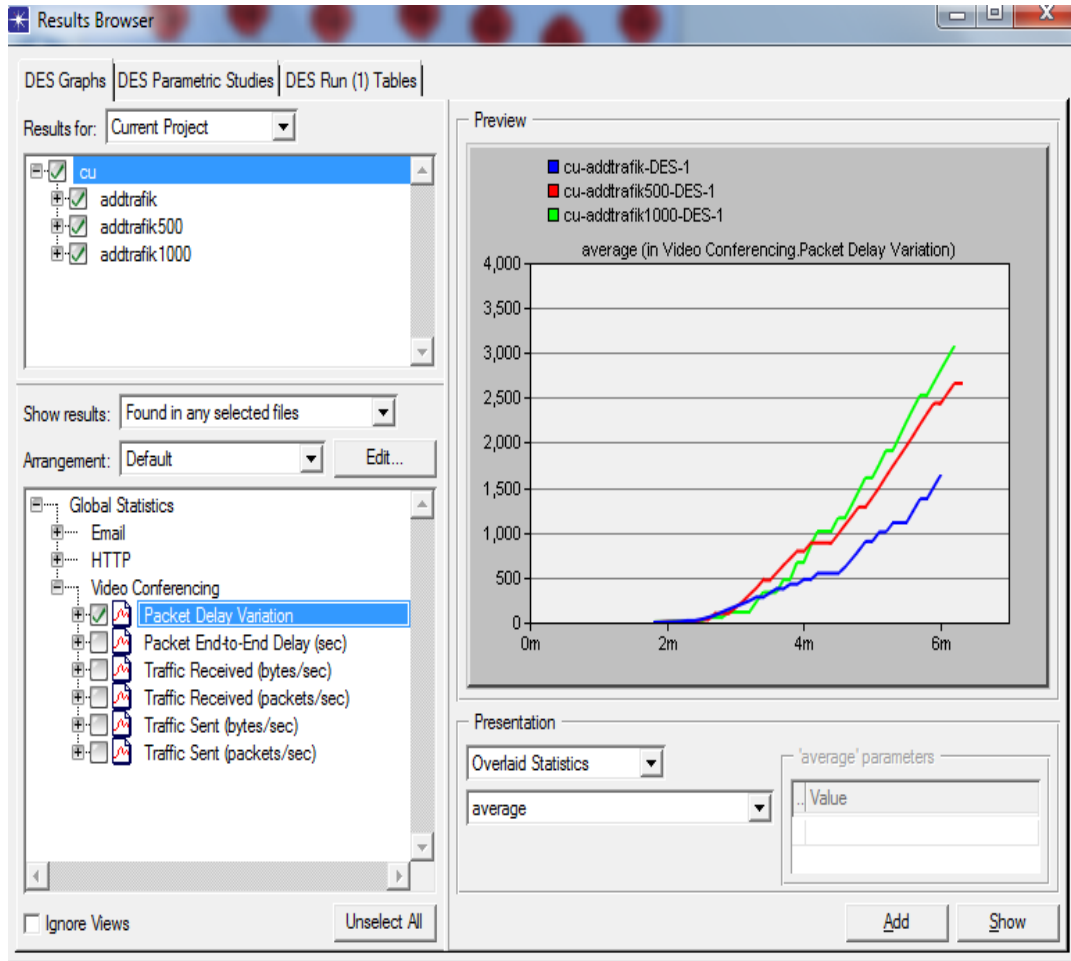 Results Browser
X
DES Graphs DES Parametric Studies DES Run (1) Tables
Results for: Current Project
cu
addtrafik
addtrafik500
addtrafik1000
Show results: Found in any selected files
Arrangement: Default Edit...
Global Statistics
Email
HTTP
Video Conferencing
Packet Delay Variation
Packet End-to-End Delay (sec)
Traffic Received (bytes/sec)
Traffic Received (packets/sec)
Traffic Sent (bytes/sec)
Traffic Sent (packets/sec)
Ignore Views Unselect All
Preview
cu-addtrafik-DES-1
cu-addtrafik500-DES-1
cu-addtrafik1000-DES-1
average (in Video Conferencing.Packet Delay Variation)
4,000
3,500
3,000
2,500
2,000
1,500
1,000
500
0
0m 2m 4m 6m
Presentation
Overlaid Statistics
average
'average' parameters
.. Value
Add Show